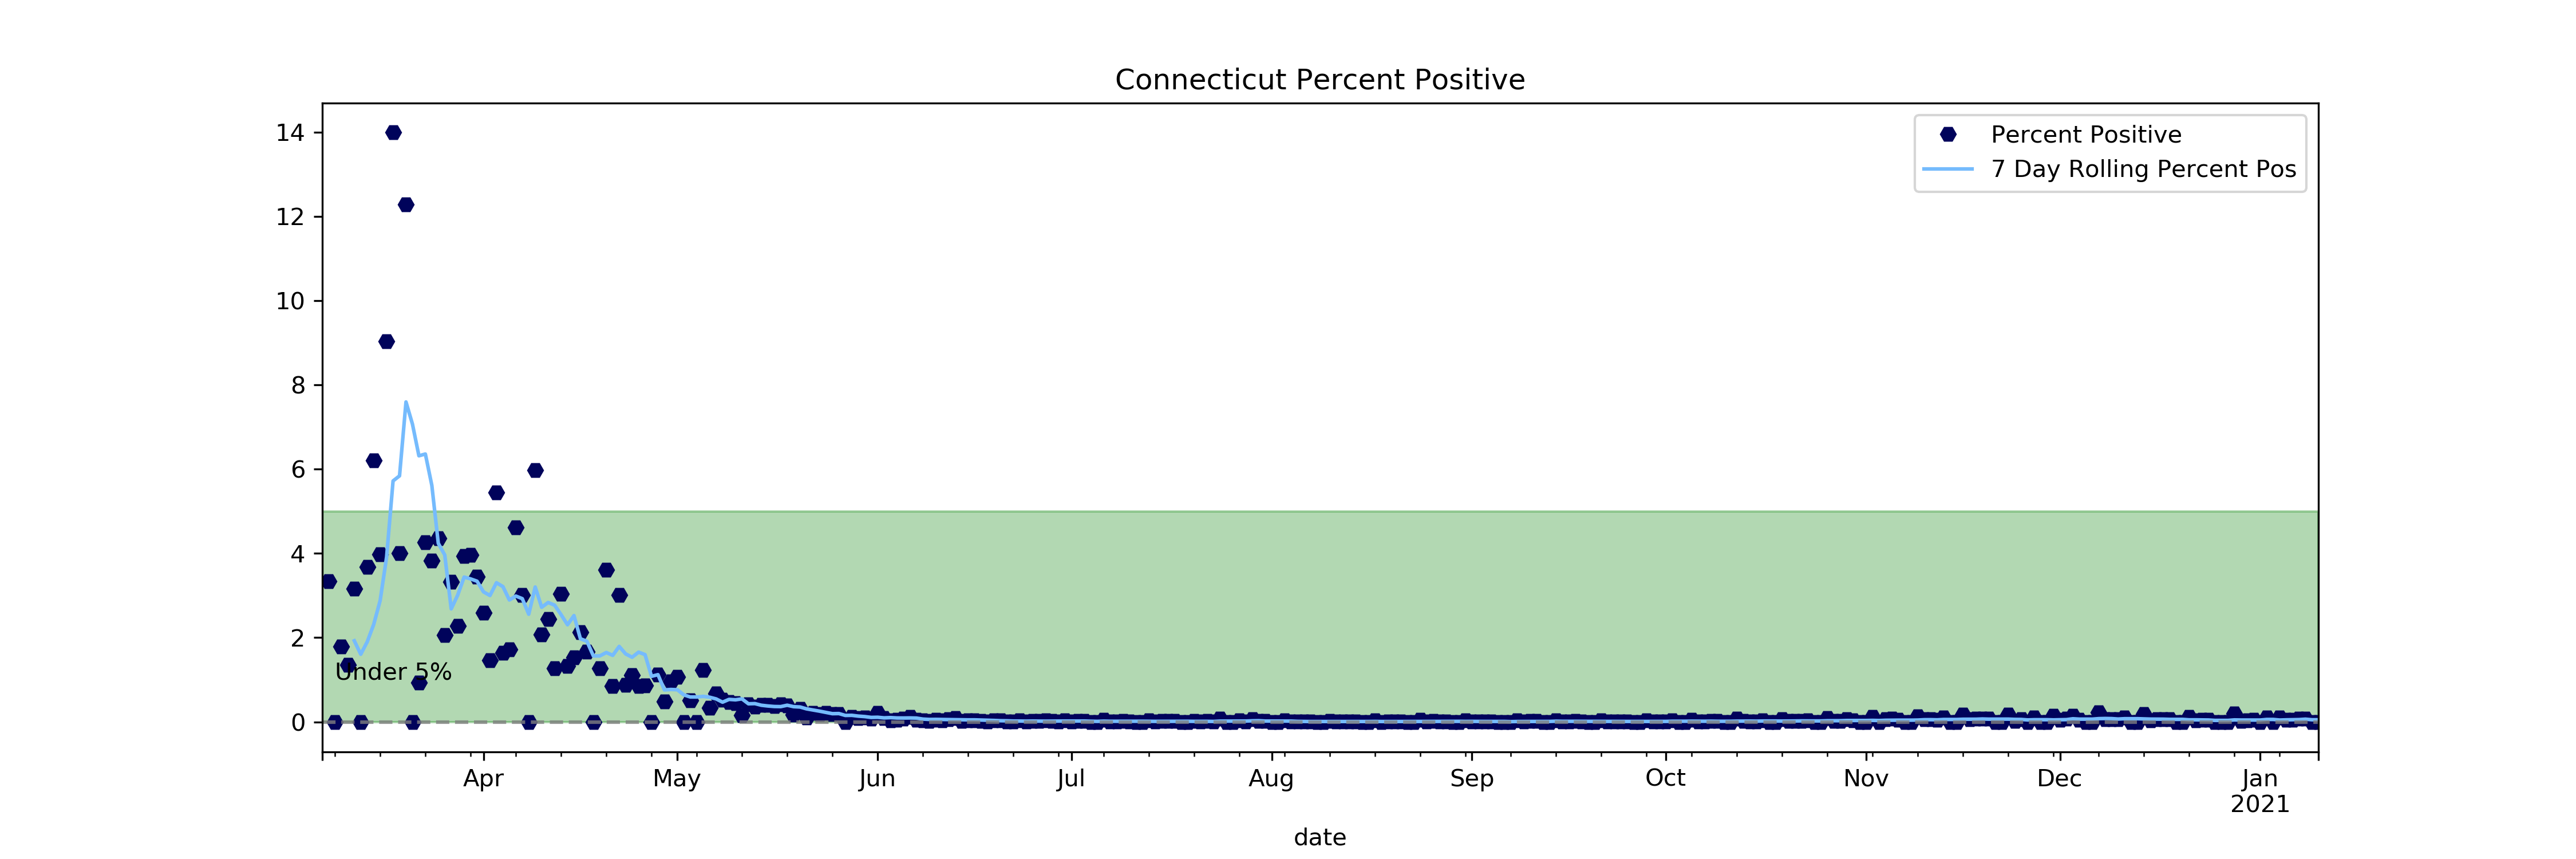 Connecticut Percent Positive
Percent Positive
7 Day Rolling Percent Pos
14
12
10
8
6
4
2
0
Under 5%
Apr
May
Jun
Jul
Aug
Sep
Oct
Nov
Dec
Jan
2021
date